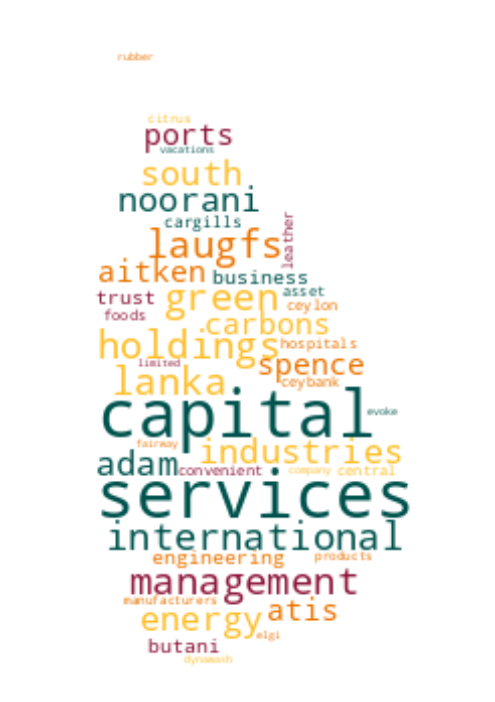 rubber
citrus
ports
vacations
south
noorani
cargills
leather
laugfs
aitken business
trust green asset
foods ceylon
carbons
holdings hospitals
limited spence
lanka ceybank
capital evoke
fairway industries
adam convenient company central
services
international
engineering products
management
manufacturers atis
energy elgi
butani
dynawash